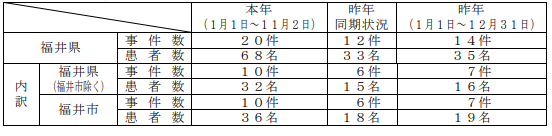 本年 昨年 昨年
(1月1日～11月2日) 同期状況 (1月1日～12月31日)
福井県 事件数 20件 12件 14件
患者数 68名 33名 35名
内訳 福井県 (福井市除く) 事件数 10件 6件 7件
患者数 32名 15名 16名
福井市 事件数 10件 6件 7件
患者数 36名 18名 19名